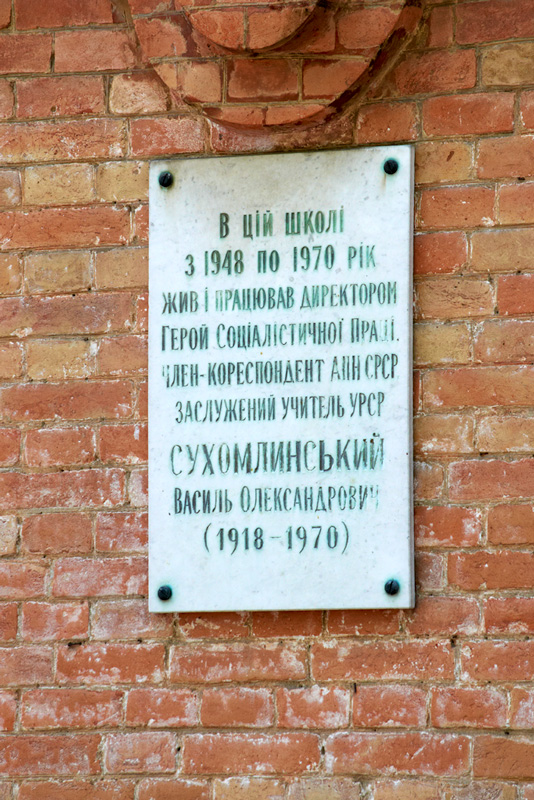 В ЦІЙ ШКОЛІ
З 1948 ПО 1970 РІК
ЖИВ І ПРАЦЮВАВ ДИРЕКТОРОМ
ГЕРОЙ СОЦІАЛІСТИЧНОЇ ПРАЦІ.
ЧЛЕН-КОРЕСПОНДЕНТ АПН СРСР
ЗАСЛУЖЕНИЙ УЧИТЕЛЬ УРСР
СУХОМЛИНСЬКИЙ
ВАСИЛЬ ОЛЕКСАНДРОВИЧ
(1918-1970)